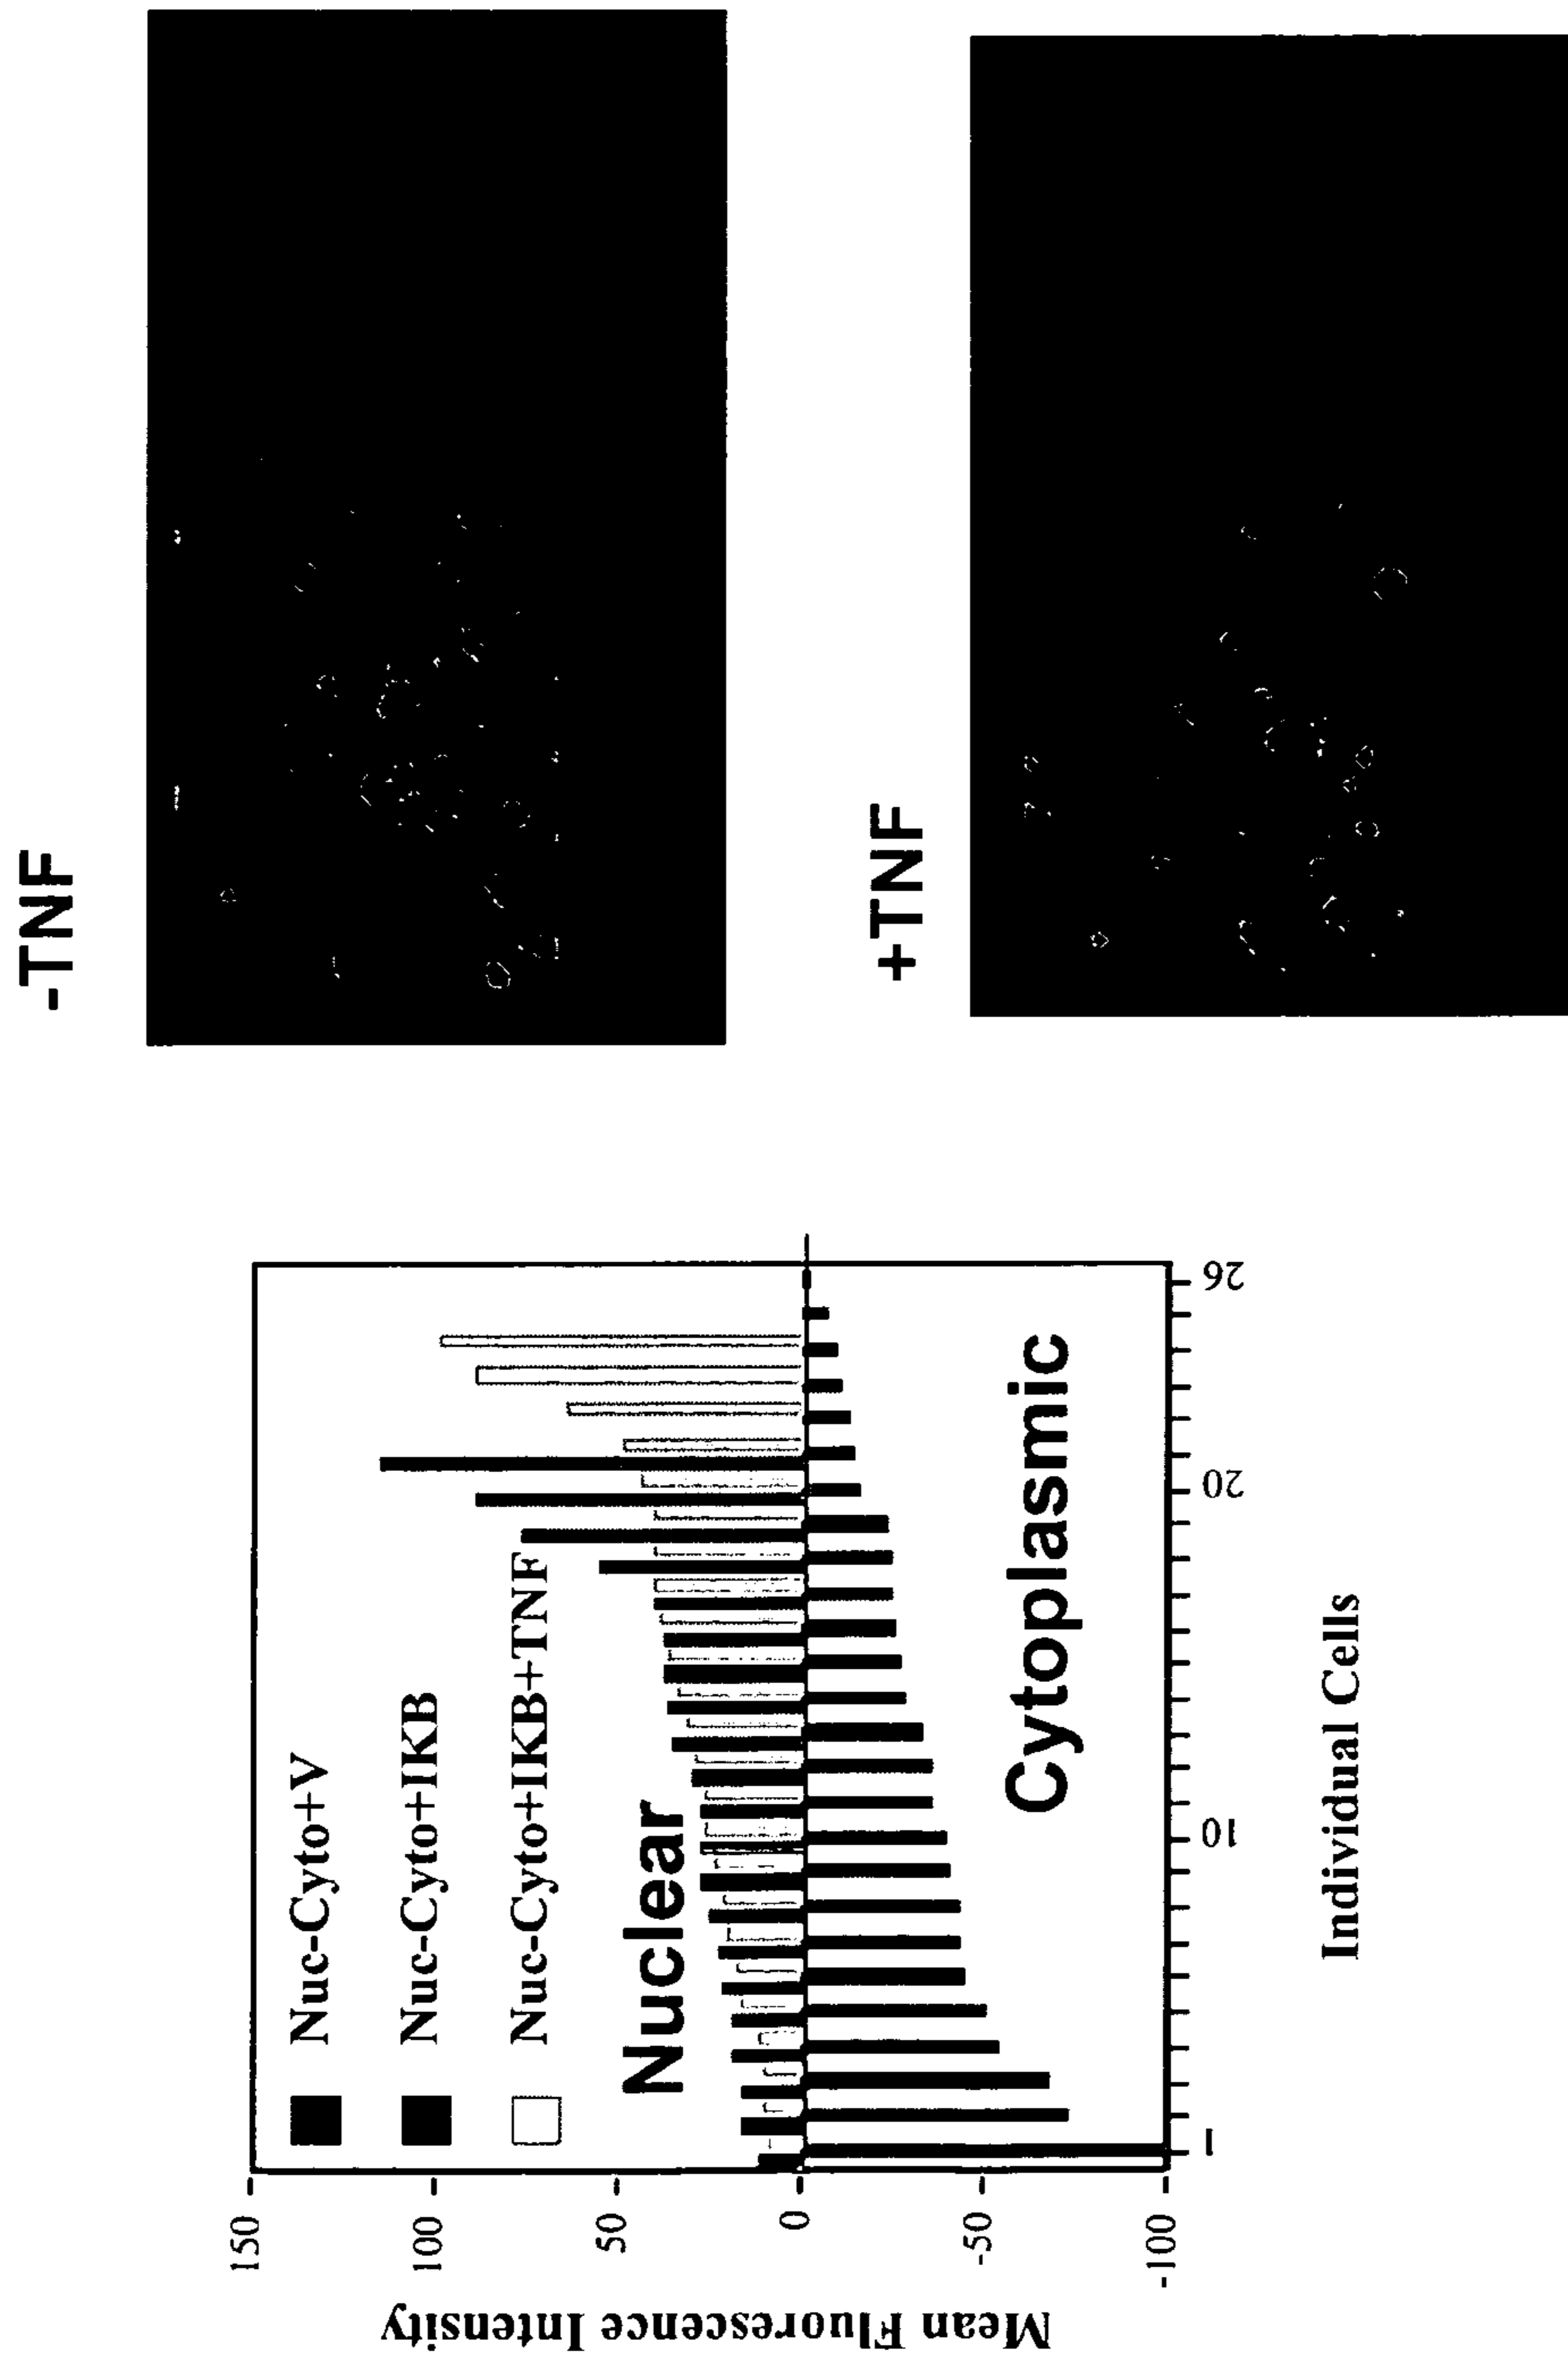 -TNF
+TNF
150
100
50
0
-50
-100
Mean Fluorescence Intensity
Nuc-Cyto+V
Nuc-Cyto+IKB
Nuc-Cyto+IKB+TNF
Nuclear
Cytoplasmic
1
10
20
26
Individual Cells